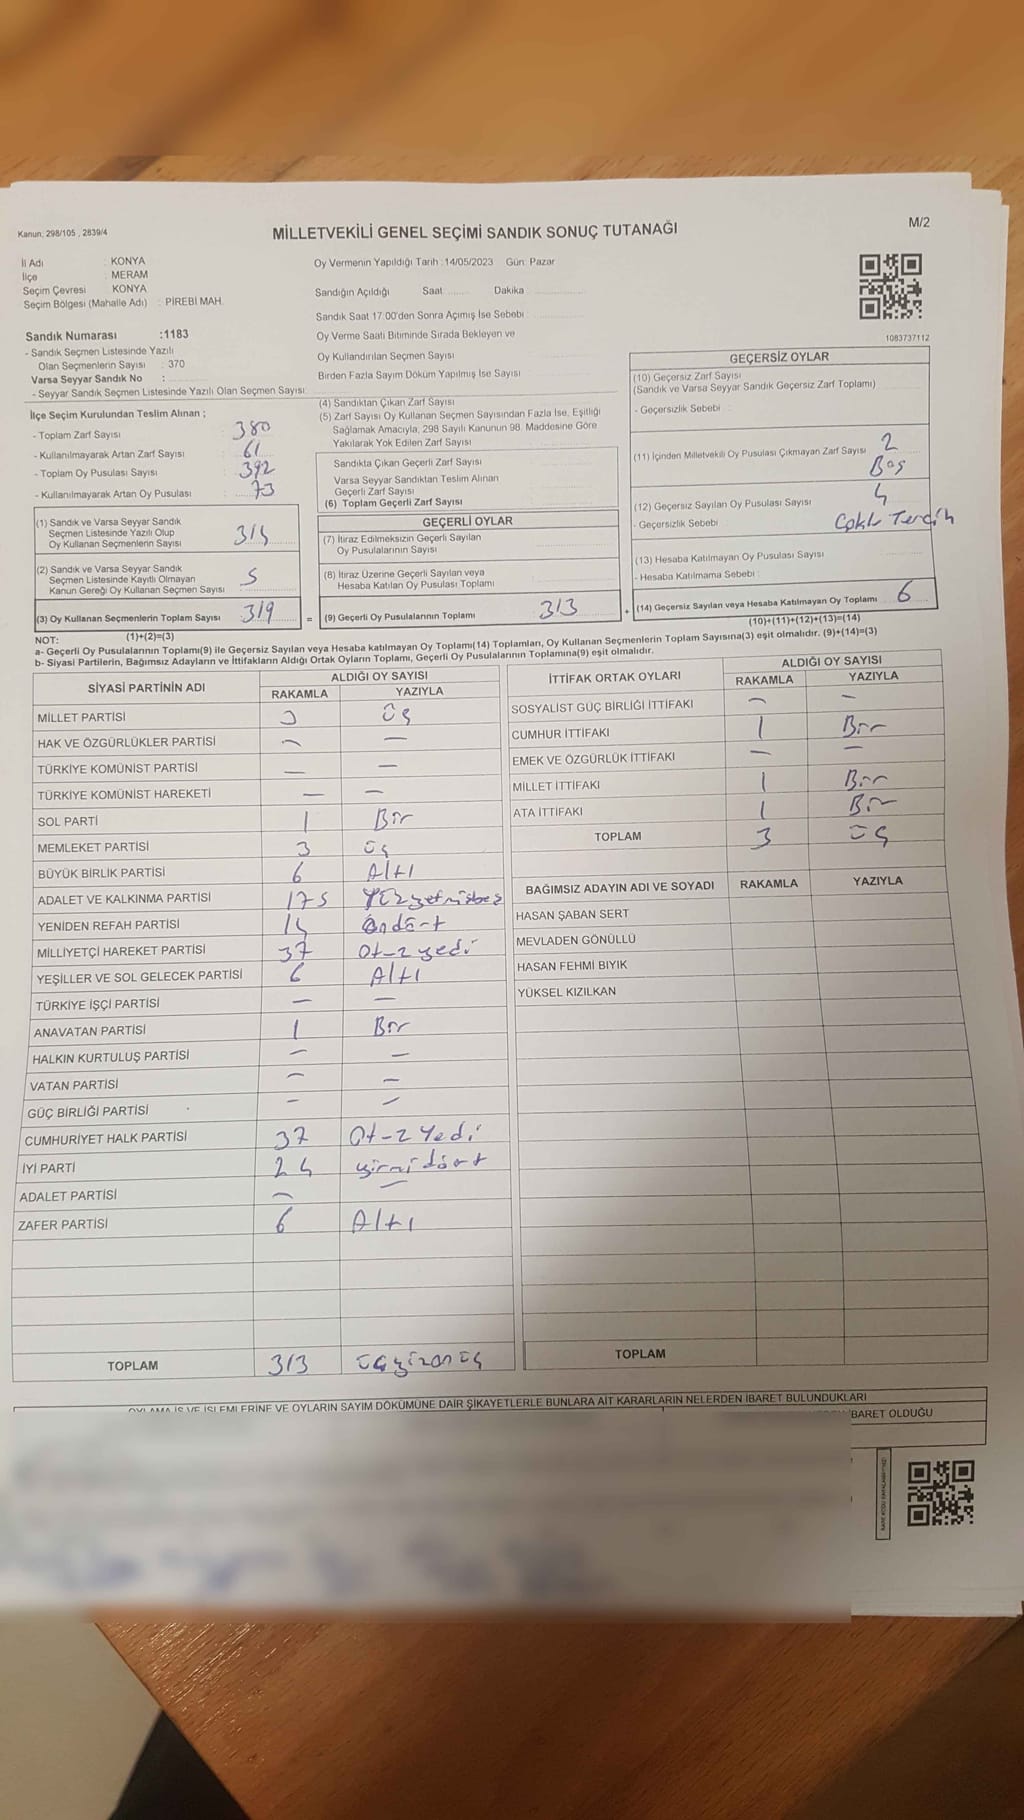 Kanun; 298/105 , 2839/4
MİLLETVEKİLİ GENEL SEÇİMİ SANDIK SONUÇ TUTANAĞI
M/2
İl Adı : KONYA
İlçe : MERAM
Seçim Çevresi : KONYA
Seçim Bölgesi (Mahalle Adı) : PİREBİ MAH.
Sandık Numarası :1183
- Sandık Seçmen Listesinde Yazılı
Olan Seçmenlerin Sayısı : 370
Varsa Seyyar Sandık No :
- Seyyar Sandık Seçmen Listesinde Yazılı Olan Seçmen Sayısı:
Oy Vermenin Yapıldığı Tarih :14/05/2023 Gün: Pazar
Sandığın Açıldığı Saat ....... Dakika ...............
Sandık Saat 17.00'den Sonra Açımış İse Sebebi :
Oy Verme Saati Bitiminde Sırada Bekleyen ve
Oy Kullandırılan Seçmen Sayısı
Birden Fazla Sayım Döküm Yapılmış İse Sayısı
1083737112
İlçe Seçim Kurulundan Teslim Alınan ;
- Toplam Zarf Sayısı : 380
- Kullanılmayarak Artan Zarf Sayısı : 61
- Toplam Oy Pusulası Sayısı : 392
- Kullanılmayarak Artan Oy Pusulası : 73
(1) Sandık ve Varsa Seyyar Sandık
Seçmen Listesinde Yazılı Olup
Oy Kullanan Seçmenlerin Sayısı 314
(2) Sandık ve Varsa Seyyar Sandık
Seçmen Listesinde Kayıtlı Olmayan
Kanun Gereği Oy Kullanan Seçmen Sayısı 5
(3) Oy Kullanan Seçmenlerin Toplam Sayısı 319
(4) Sandıktan Çıkan Zarf Sayısı
(5) Zarf Sayısı Oy Kullanan Seçmen Sayısından Fazla İse, Eşitliği
Sağlamak Amacıyla, 298 Sayılı Kanunun 98. Maddesine Göre
Yakılarak Yok Edilen Zarf Sayısı
Sandıkta Çıkan Geçerli Zarf Sayısı
Varsa Seyyar Sandıktan Teslim Alınan
Geçerli Zarf Sayısı
(6) Toplam Geçerli Zarf Sayısı
GEÇERLİ OYLAR
(7) İtiraz Edilmeksizin Geçerli Sayılan
Oy Pusulalarının Sayısı
(8) İtiraz Üzerine Geçerli Sayılan veya
Hesaba Katılan Oy Pusulası Toplamı
= (9) Geçerli Oy Pusulalarının Toplamı 313
GEÇERSİZ OYLAR
(10) Geçersiz Zarf Sayısı
(Sandık ve Varsa Seyyar Sandık Geçersiz Zarf Toplamı)
- Geçersizlik Sebebi :
(11) İçinden Milletvekili Oy Pusulası Çıkmayan Zarf Sayısı 2
Boş
(12) Geçersiz Sayılan Oy Pusulası Sayısı 4
- Geçersizlik Sebebi : Çoklu Tercih
(13) Hesaba Katılmayan Oy Pusulası Sayısı
- Hesaba Katılmama Sebebi :
+ (14) Geçersiz Sayılan veya Hesaba Katılmayan Oy Toplamı 6
NOT: (1)+(2)=(3)
(10)+(11)+(12)+(13)=(14)
a- Geçerli Oy Pusulalarının Toplamı(9) ile Geçersiz Sayılan veya Hesaba katılmayan Oy Toplamı(14) Toplamları, Oy Kullanan Seçmenlerin Toplam Sayısına(3) eşit olmalıdır. (9)+(14)=(3)
b- Siyasi Partilerin, Bağımsız Adayların ve İttifakların Aldığı Ortak Oyların Toplamı, Geçerli Oy Pusulalarının Toplamına(9) eşit olmalıdır.
SİYASİ PARTİNİN ADI ALDIĞI OY SAYISI
RAKAMLA YAZIYLA
MİLLET PARTİSİ 3 üç
HAK VE ÖZGÜRLÜKLER PARTİSİ — —
TÜRKİYE KOMÜNİST PARTİSİ — —
TÜRKİYE KOMÜNİST HAREKETİ — —
SOL PARTİ 1 Bir
MEMLEKET PARTİSİ 3 üç
BÜYÜK BİRLİK PARTİSİ 6 Altı
ADALET VE KALKINMA PARTİSİ 175 Yüzyetmişbeş
YENİDEN REFAH PARTİSİ 14 öndört
MİLLİYETÇİ HAREKET PARTİSİ 37 Otuz yedi
YEŞİLLER VE SOL GELECEK PARTİSİ 6 Altı
TÜRKİYE İŞÇİ PARTİSİ — —
ANAVATAN PARTİSİ 1 Bir
HALKIN KURTULUŞ PARTİSİ — —
VATAN PARTİSİ — —
GÜÇ BİRLİĞİ PARTİSİ — —
CUMHURİYET HALK PARTİSİ 37 Otuz Yedi
İYİ PARTİ 24 yirmi dört
ADALET PARTİSİ — —
ZAFER PARTİSİ 6 Altı
TOPLAM 313 üçyüzonüç
İTTİFAK ORTAK OYLARI ALDIĞI OY SAYISI
RAKAMLA YAZIYLA
SOSYALİST GÜÇ BİRLİĞİ İTTİFAKI — —
CUMHUR İTTİFAKI 1 Bir
EMEK VE ÖZGÜRLÜK İTTİFAKI — —
MİLLET İTTİFAKI 1 Bir
ATA İTTİFAKI 1 Bir
TOPLAM 3 üç
BAĞIMSIZ ADAYIN ADI VE SOYADI RAKAMLA YAZIYLA
HASAN ŞABAN SERT
MEVLADEN GÖNÜLLÜ
HASAN FEHMI BIYIK
YÜKSEL KIZILKAN
TOPLAM
OYLAMA İŞ VE İŞLEMLERİNE VE OYLARIN SAYIM DÖKÜMÜNE DAİR ŞİKAYETLERLE BUNLARA AİT KARARLARIN NELERDEN İBARET BULUNDUKLARI
İBARET OLDUĞU